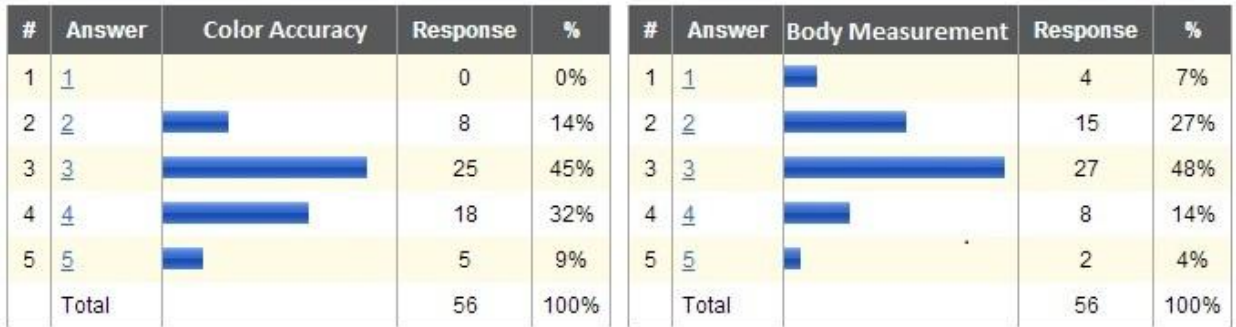 # Answer Color Accuracy Response % # Answer Body Measurement Response %
1 1 0 0% 1 1 4 7%
2 2 8 14% 2 2 15 27%
3 3 25 45% 3 3 27 48%
4 4 18 32% 4 4 8 14%
5 5 5 9% 5 5 2 4%
Total 56 100% Total 56 100%